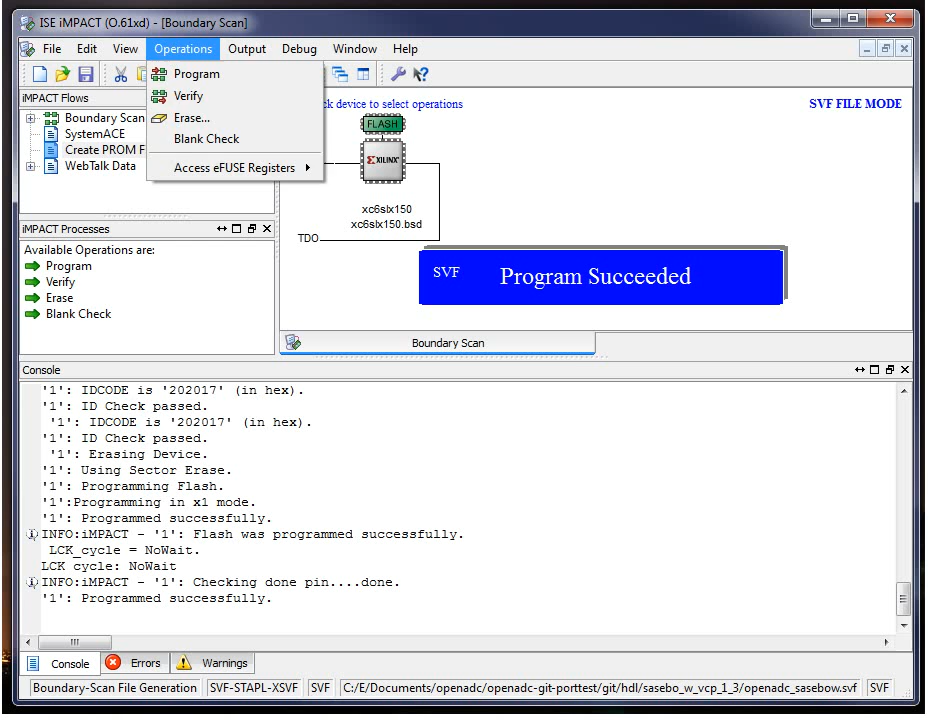 ISE iMPACT (O.61xd) - [Boundary Scan]
File Edit View Operations Output Debug Window Help
Program
Verify
Erase...
Blank Check
Access eFUSE Registers
iMPACT Flows
Boundary Scan
SystemACE
Create PROM F
WebTalk Data
ck device to select operations
SVF FILE MODE
FLASH
XILINX
xc6slx150
xc6slx150.bsd
TDO
SVF Program Succeeded
iMPACT Processes
Available Operations are:
Program
Verify
Erase
Blank Check
Boundary Scan
Console
'1': IDCODE is '202017' (in hex).
'1': ID Check passed.
'1': IDCODE is '202017' (in hex).
'1': ID Check passed.
'1': Erasing Device.
'1': Using Sector Erase.
'1': Programming Flash.
'1':Programming in x1 mode.
'1': Programmed successfully.
INFO:iMPACT - '1': Flash was programmed successfully.
LCK_cycle = NoWait.
LCK cycle: NoWait
INFO:iMPACT - '1': Checking done pin....done.
'1': Programmed successfully.
Console Errors Warnings
Boundary-Scan File Generation SVF-STAPL-XSVF SVF C:/E/Documents/openadc/openadc-git-porttest/git/hdl/sasebo_w_vcp_1_3/openadc_sasebow.svf SVF